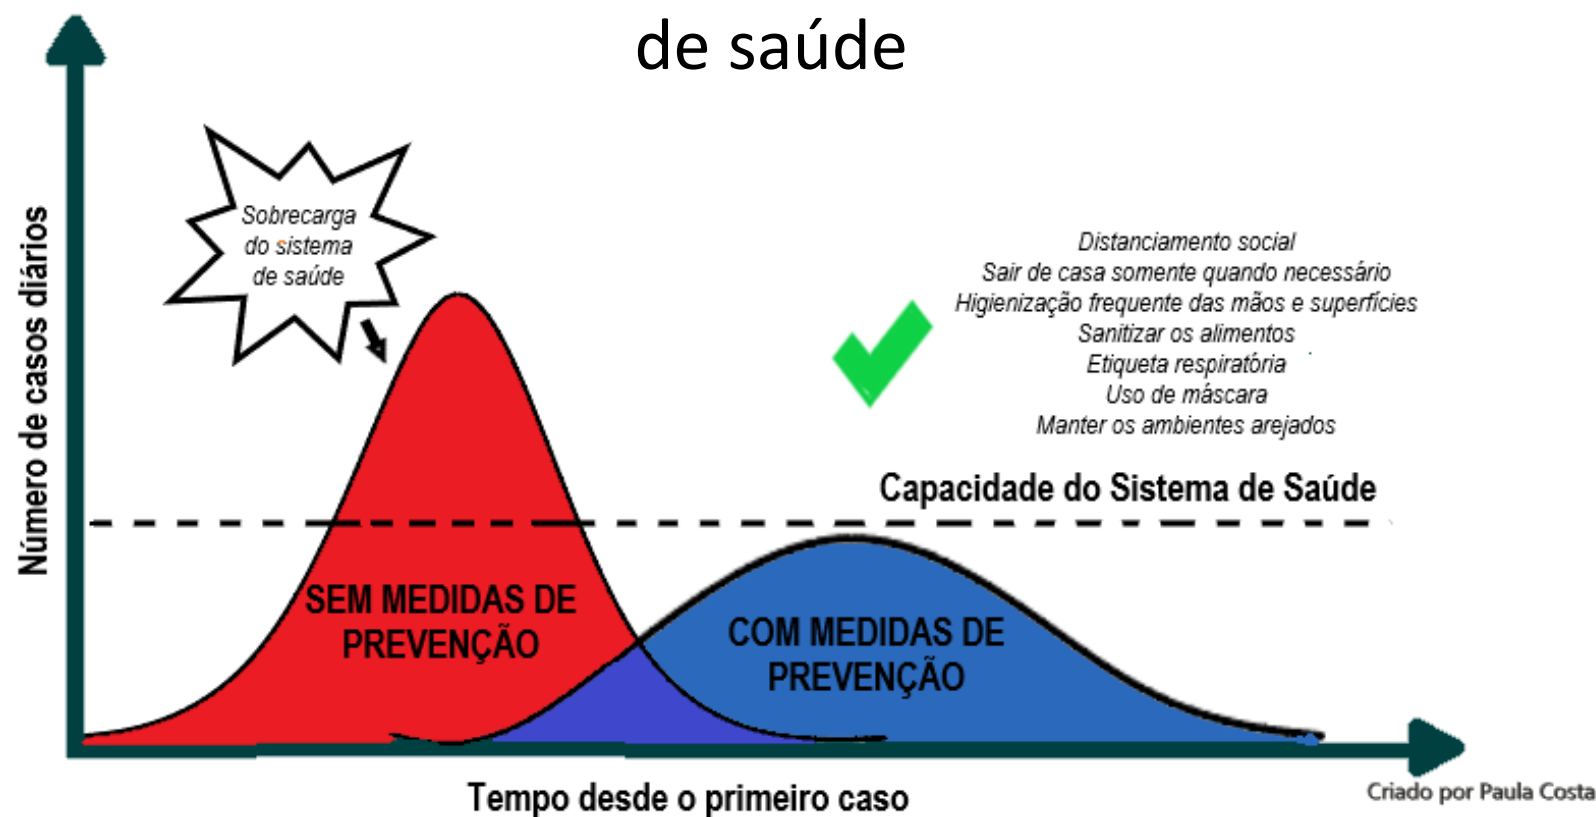 de saúde
Sobrecarga
do sistema
de saúde
Número de casos diários
Distanciamento social
Sair de casa somente quando necessário
Higienização frequente das mãos e superfícies
Sanitizar os alimentos
Etiqueta respiratória
Uso de máscara
Manter os ambientes arejados
Capacidade do Sistema de Saúde
SEM MEDIDAS DE
PREVENÇÃO
COM MEDIDAS DE
PREVENÇÃO
Tempo desde o primeiro caso
Criado por Paula Costa